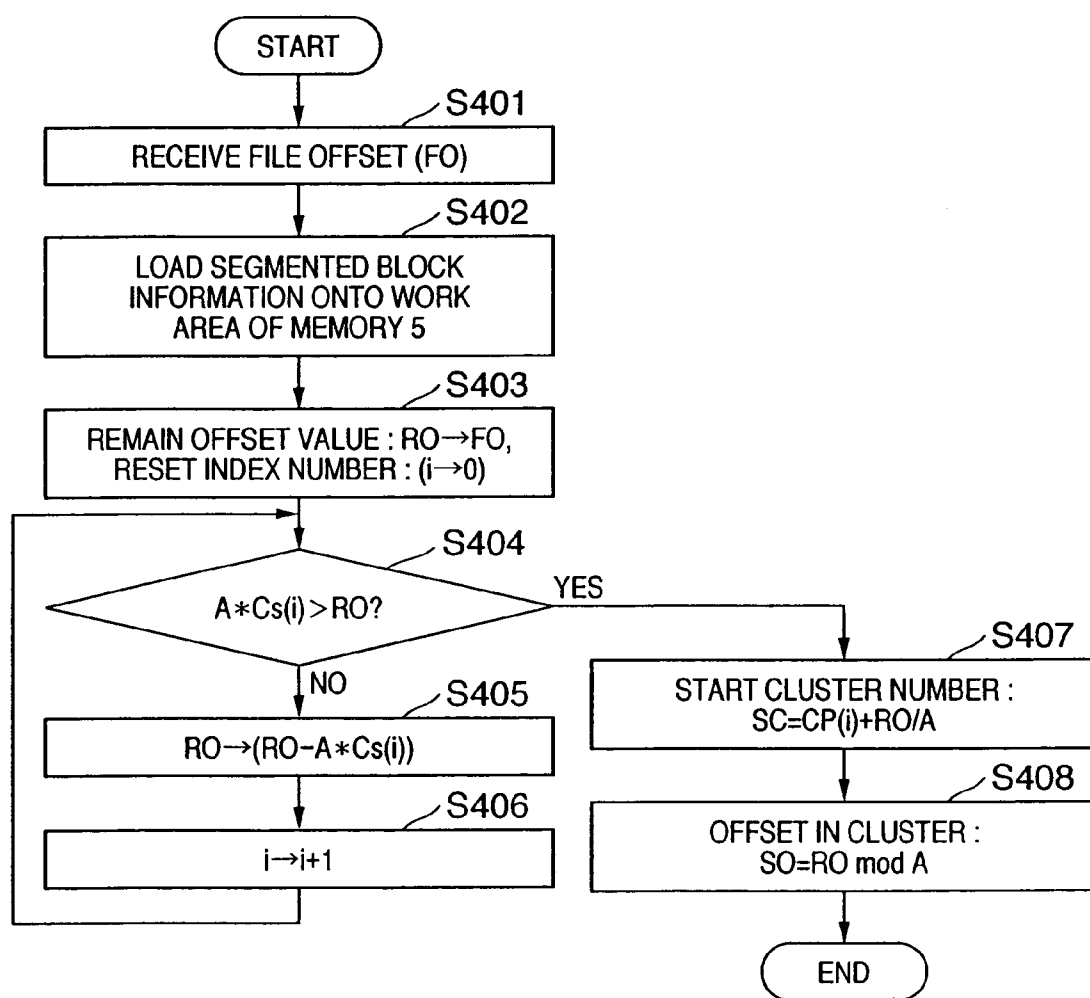 START
S401
RECEIVE FILE OFFSET (FO)
S402
LOAD SEGMENTED BLOCK
INFORMATION ONTO WORK
AREA OF MEMORY 5
S403
REMAIN OFFSET VALUE : RO→FO,
RESET INDEX NUMBER : (i→0)
S404
A*Cs(i)>RO?
YES
NO
S405
RO→(RO-A*Cs(i))
S406
i→i+1
S407
START CLUSTER NUMBER :
SC=CP(i)+RO/A
S408
OFFSET IN CLUSTER :
SO=RO mod A
END